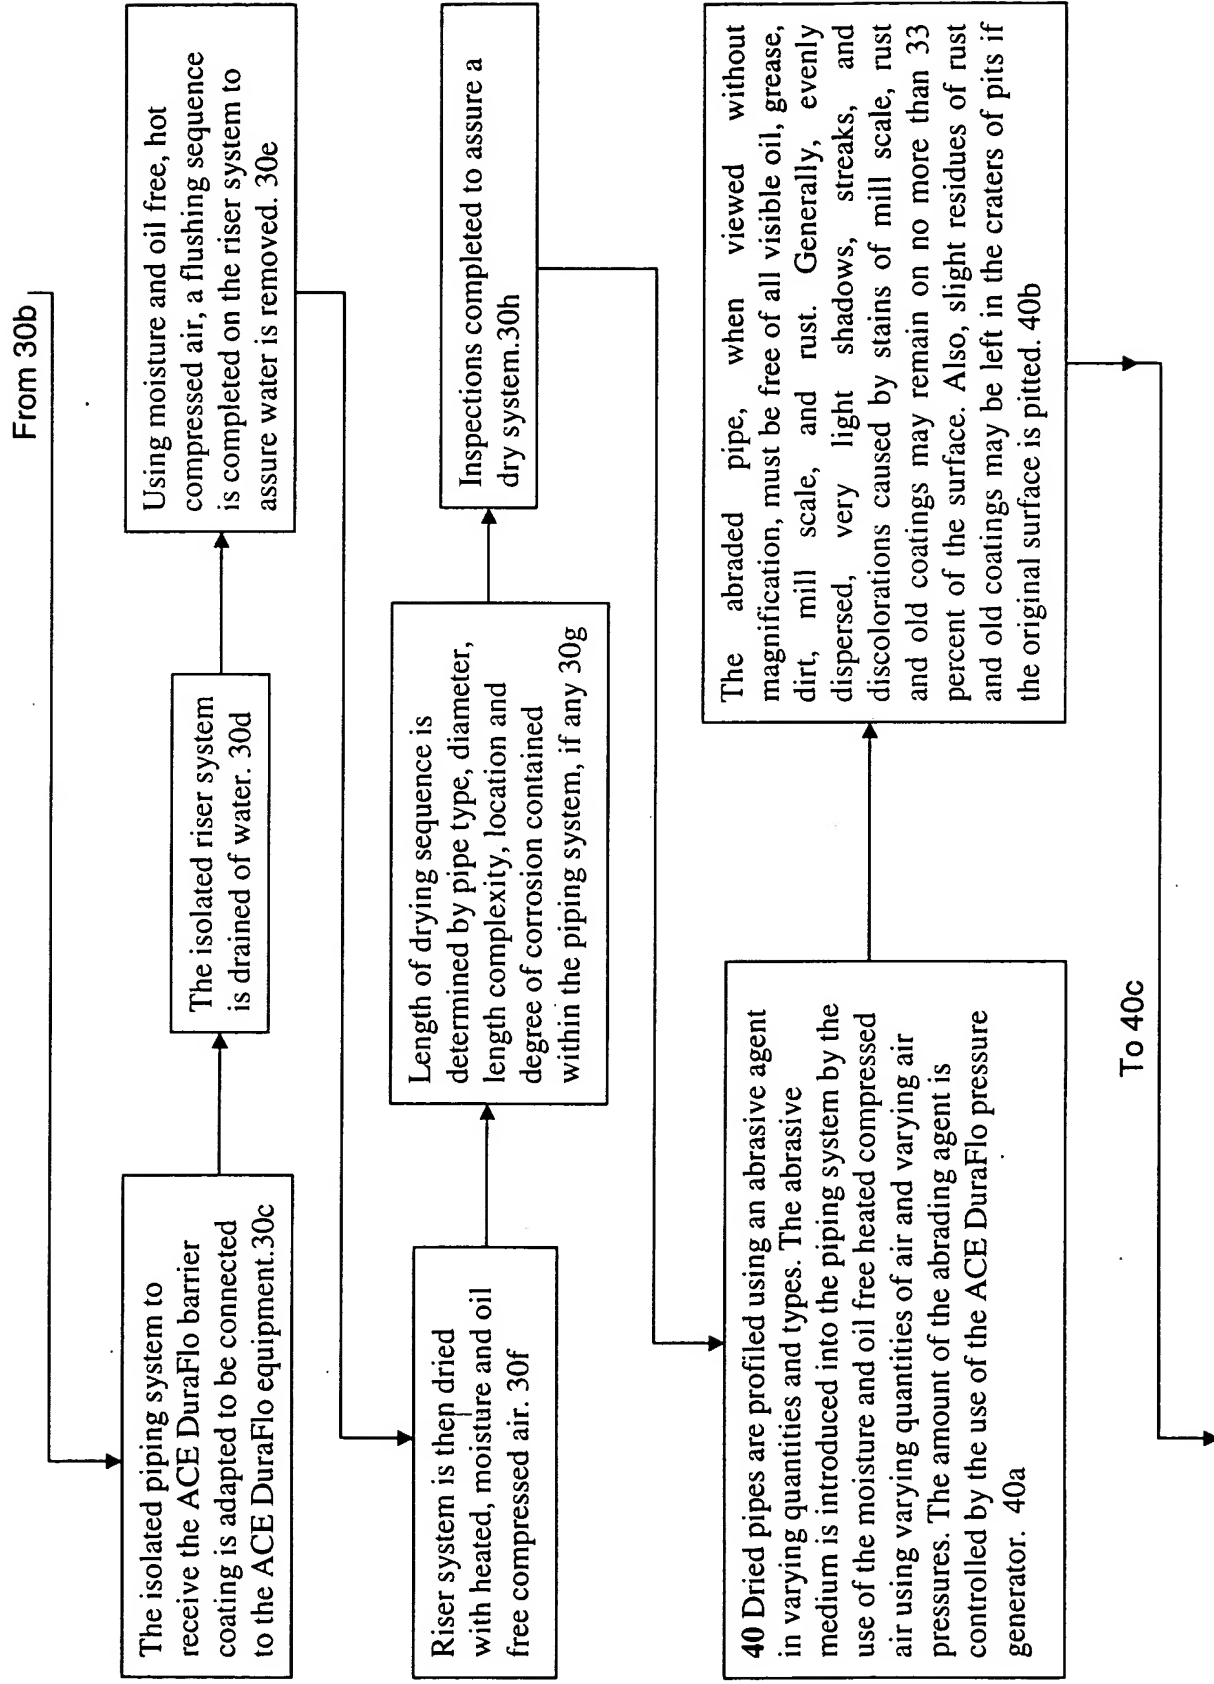 From 30b
The isolated piping system to
receive the ACE DuraFlo barrier
coating is adapted to be connected
to the ACE DuraFlo equipment.30c
The isolated riser system
is drained of water. 30d
Using moisture and oil free, hot
compressed air, a flushing sequence
is completed on the riser system to
assure water is removed. 30e
Riser system is then dried
with heated, moisture and oil
free compressed air. 30f
Length of drying sequence is
determined by pipe type, diameter,
length complexity, location and
degree of corrosion contained
within the piping system, if any 30g
Inspections completed to assure a
dry system.30h
40 Dried pipes are profiled using an abrasive agent
in varying quantities and types. The abrasive
medium is introduced into the piping system by the
use of the moisture and oil free heated compressed
air using varying quantities of air and varying air
pressures. The amount of the abrading agent is
controlled by the use of the ACE DuraFlo pressure
generator. 40a
The abraded pipe, when viewed without
magnification, must be free of all visible oil, grease,
dirt, mill scale, and rust. Generally, evenly
dispersed, very light shadows, streaks, and
discolorations caused by stains of mill scale, rust
and old coatings may remain on no more than 33
percent of the surface. Also, slight residues of rust
and old coatings may be left in the craters of pits if
the original surface is pitted. 40b
To 40c